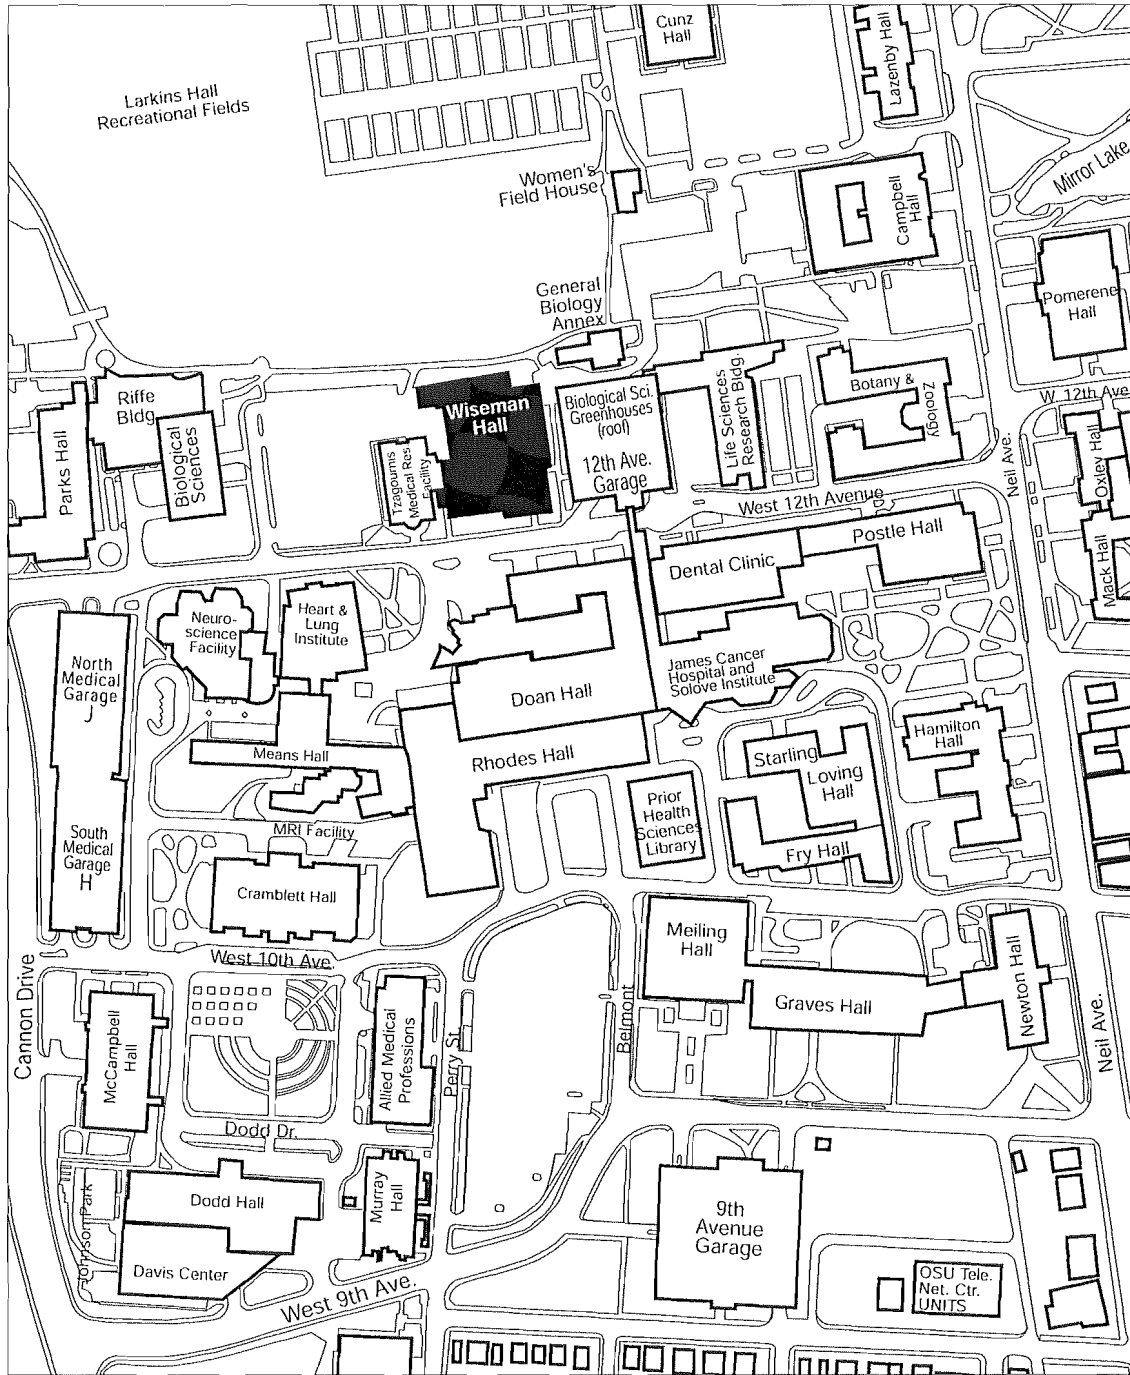 Cunz
Hall
Lazenby Hall
Larkins Hall
Recreational Fields
Women's
Field House
Mirror Lake
Campbell
Hall
General
Biology
Annex
Pomerene
Hall
Riffe
Bldg.
Parks Hall
Biological
Sciences
Wiseman
Hall
Tzagournis
Medical Res
Facility
Biological Sci.
Greenhouses
(roof)
12th Ave.
Garage
Life Sciences
Research Bldg.
Botany &
Zoology
W. 12th Ave
Neil Ave.
Oxley Hall
Mack Hall
West 12th Avenue
Postle Hall
Dental Clinic
Neuro-
science
Facility
Heart &
Lung
Institute
North
Medical
Garage
J
James Cancer
Hospital and
Solove Institute
Doan Hall
Means Hall
Rhodes Hall
Starling
Loving
Hall
Hamilton
Hall
Prior
Health
Sciences
Library
MRI Facility
South
Medical
Garage
H
Fry Hall
Cramblett Hall
West 10th Ave.
Meiling
Hall
Graves Hall
Newton Hall
Cannon Drive
McCampbell
Hall
Allied Medical
Professions
Perry St.
Belmont
Neil Ave.
Dodd Dr.
Dodd Hall
Murray
Hall
Johnson Park
Davis Center
West 9th Ave.
9th
Avenue
Garage
OSU Tele.
Net. Ctr.
UNITS